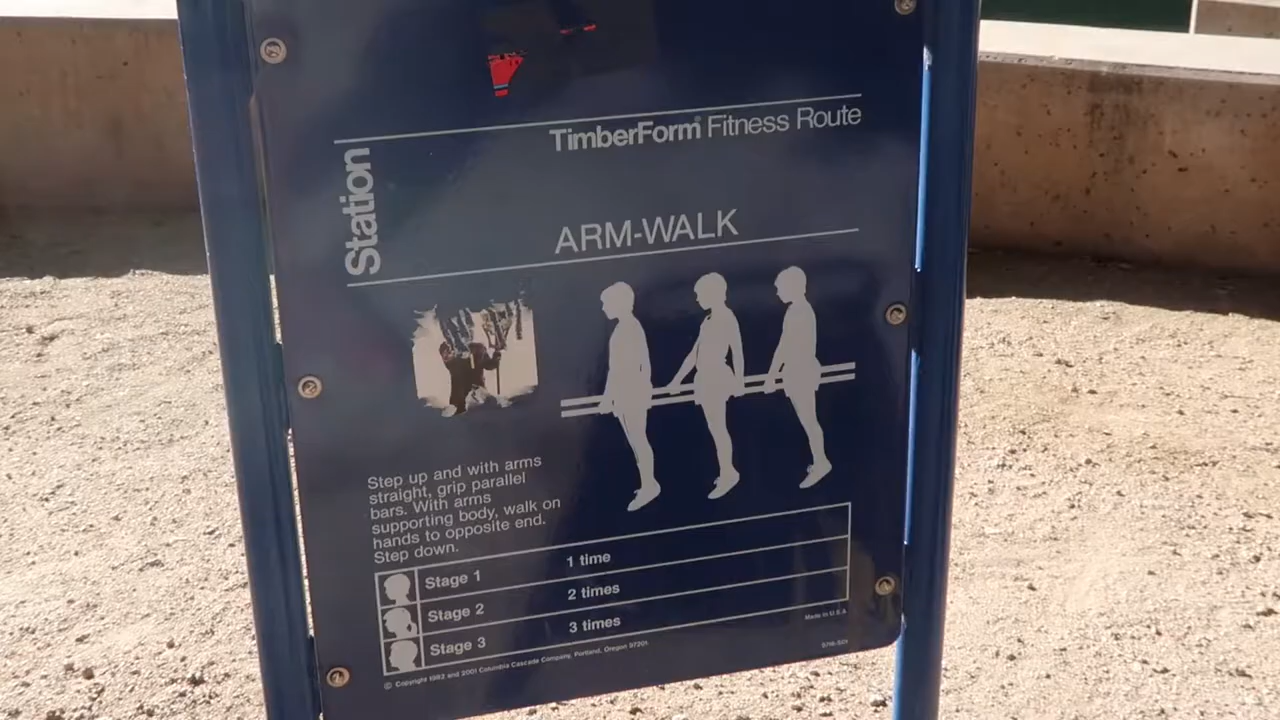 TimberForm® Fitness Route
Station
ARM-WALK
Step up and with arms
straight, grip parallel
bars. With arms
supporting body, walk on
hands to opposite end.
Step down.
Stage 1 1 time
Stage 2 2 times
Stage 3 3 times
Made in U.S.A.
© Copyright 1982 and 2001 Columbia Cascade Company, Portland, Oregon 97201